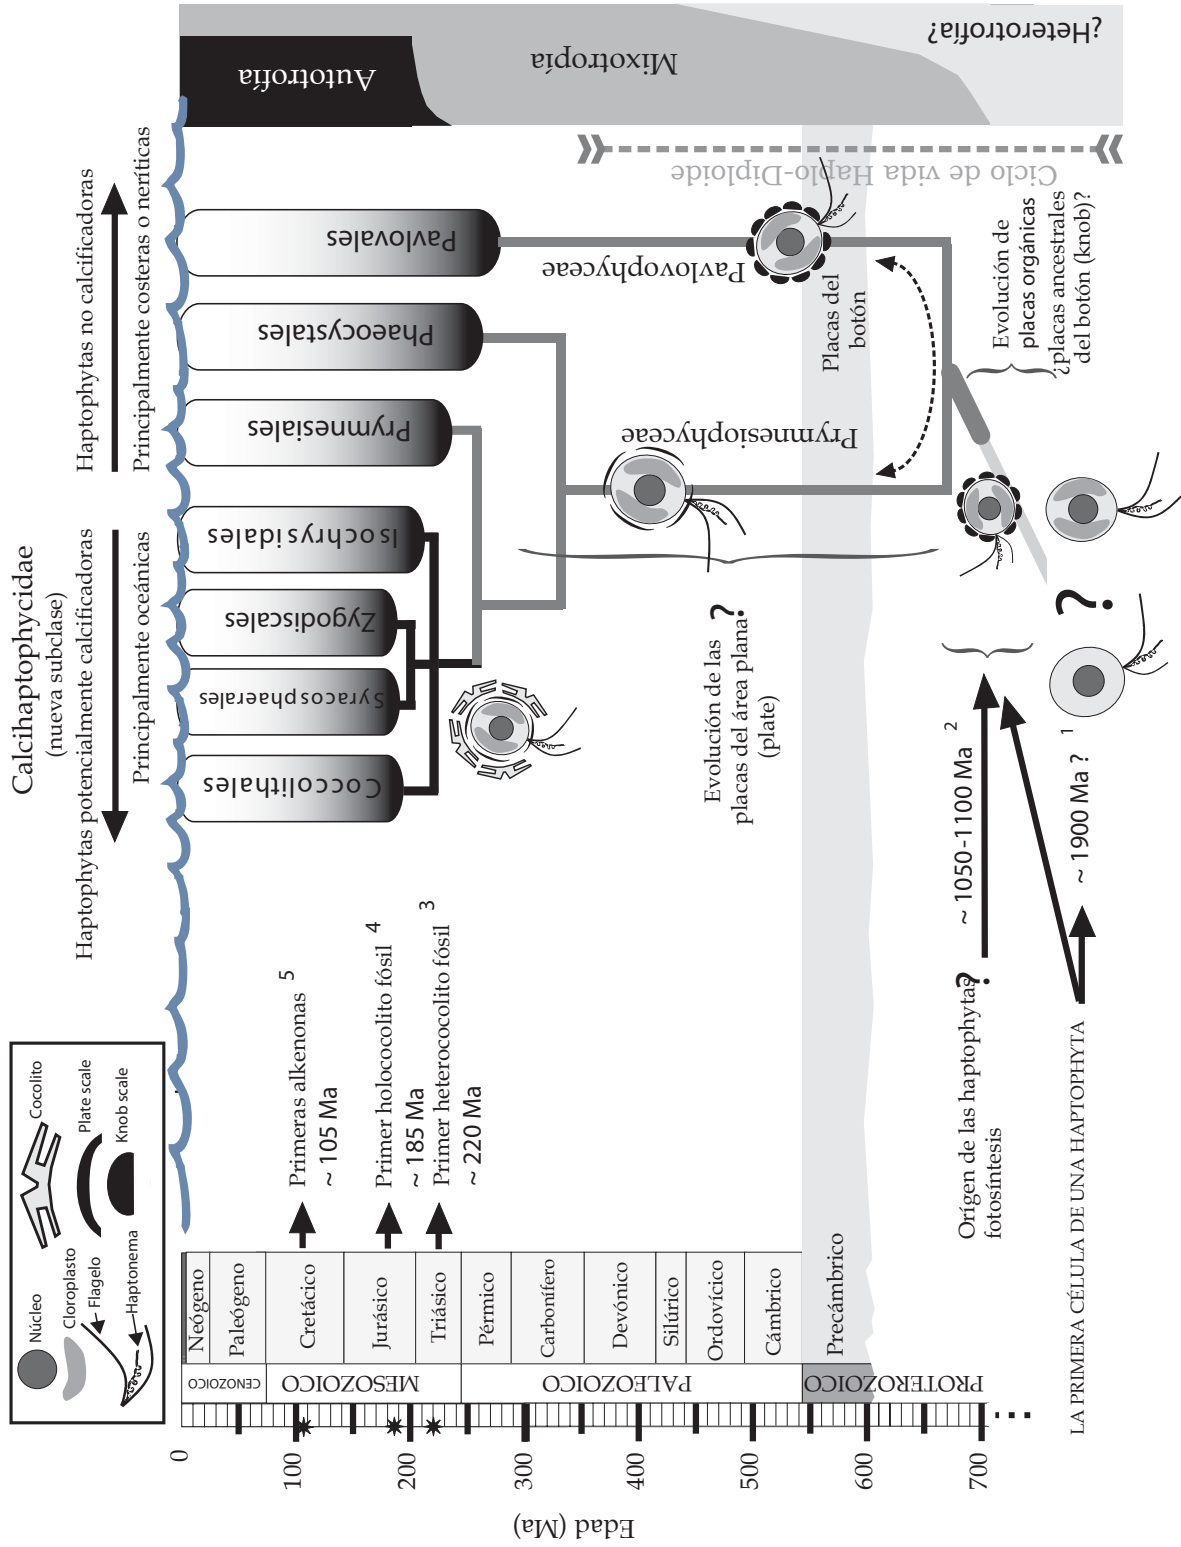 Calcihaptophycidae
(nueva subclase)
Haptophytas potencialmente calcificadoras
Principalmente oceánicas
Haptophytas no calcificadoras
Principalmente costeras o neríticas
Núcleo
Cloroplasto
Flagelo
Haptonema
Cocolito
Plate scale
Knob scale
Coccolithales
Syracosphaerales
Zygodiscales
Isochrysidales
Prymnesiales
Phaeocystales
Pavlovales
Autotrofía
Mixotropía
¿Heterotrofía?
Ciclo de vida Haplo-Diploide
Prymnesiophyceae
Pavlovophyceae
Placas del
botón
Evolución de las
placas del área plana?
(plate)
Evolución de
placas orgánicas
¿placas ancestrales
del botón (knob)?
Primeras alkenonas 5
~ 105 Ma
Primer holococolito fósil 4
~ 185 Ma
Primer heterococolito fósil 3
~ 220 Ma
Orígen de las haptophytas ?
fotosíntesis
~ 1050-1100 Ma 2
LA PRIMERA CÉLULA DE UNA HAPTOPHYTA
~ 1900 Ma ? 1
?
Edad (Ma)
0
100
200
300
400
500
600
700
CENOZOICO
MESOZOICO
PALEOZOICO
PROTEROZOICO
Neógeno
Paleógeno
Cretácico
Jurásico
Triásico
Pérmico
Carbonífero
Devónico
Silúrico
Ordovícico
Cámbrico
Precámbrico